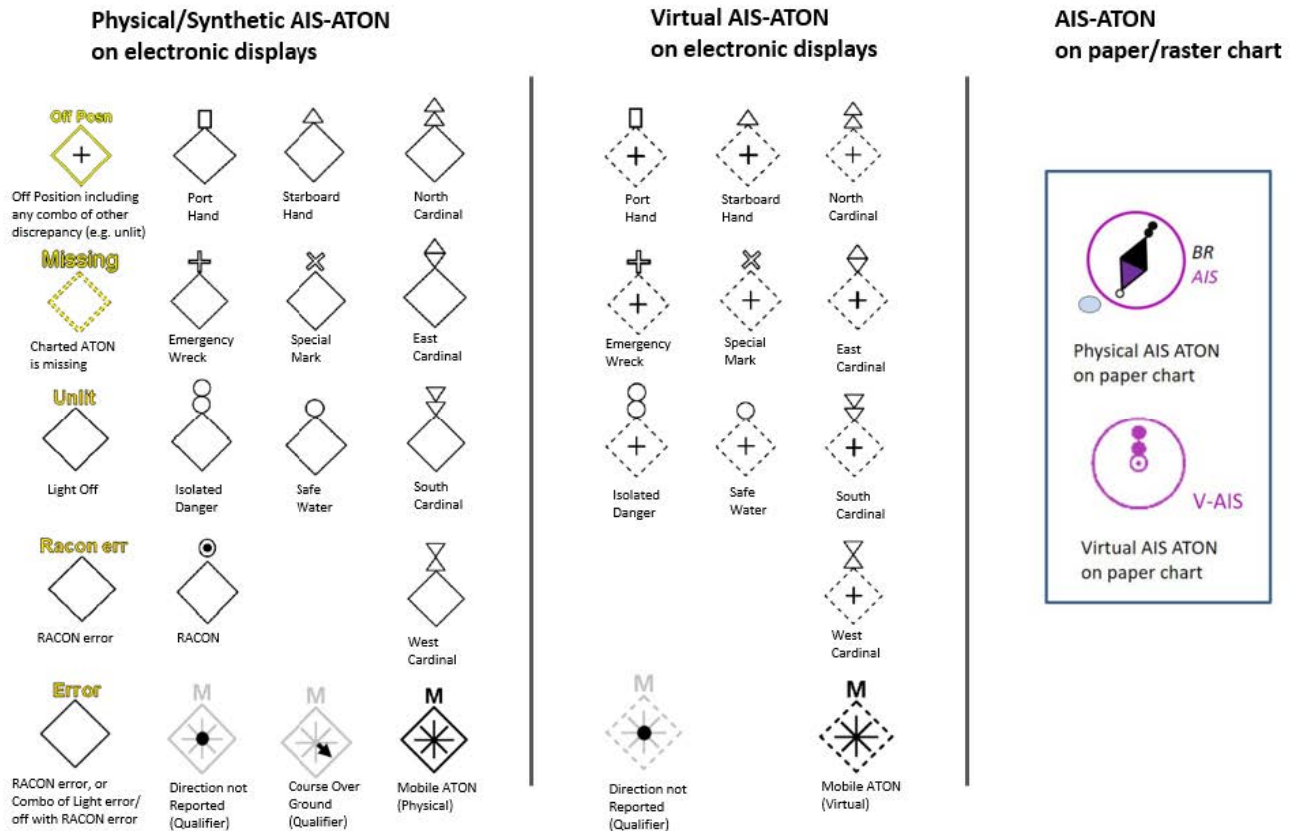 Physical/Synthetic AIS-ATON
on electronic displays
Off Posn
Off Position including
any combo of other
discrepancy (e.g. unlit)
Port
Hand
Starboard
Hand
North
Cardinal
Missing
Charted ATON
is missing
Emergency
Wreck
Special
Mark
East
Cardinal
Unlit
Light Off
Isolated
Danger
Safe
Water
South
Cardinal
Racon err
RACON error
RACON
West
Cardinal
Error
RACON error, or
Combo of Light error/
off with RACON error
M
Direction not
Reported
(Qualifier)
M
Course Over
Ground
(Qualifier)
M
Mobile ATON
(Physical)
Virtual AIS-ATON
on electronic displays
Port
Hand
Starboard
Hand
North
Cardinal
Emergency
Wreck
Special
Mark
East
Cardinal
Isolated
Danger
Safe
Water
South
Cardinal
West
Cardinal
M
Direction not
Reported
(Qualifier)
M
Mobile ATON
(Virtual)
AIS-ATON
on paper/raster chart
BR
AIS
Physical AIS ATON
on paper chart
V-AIS
Virtual AIS ATON
on paper chart